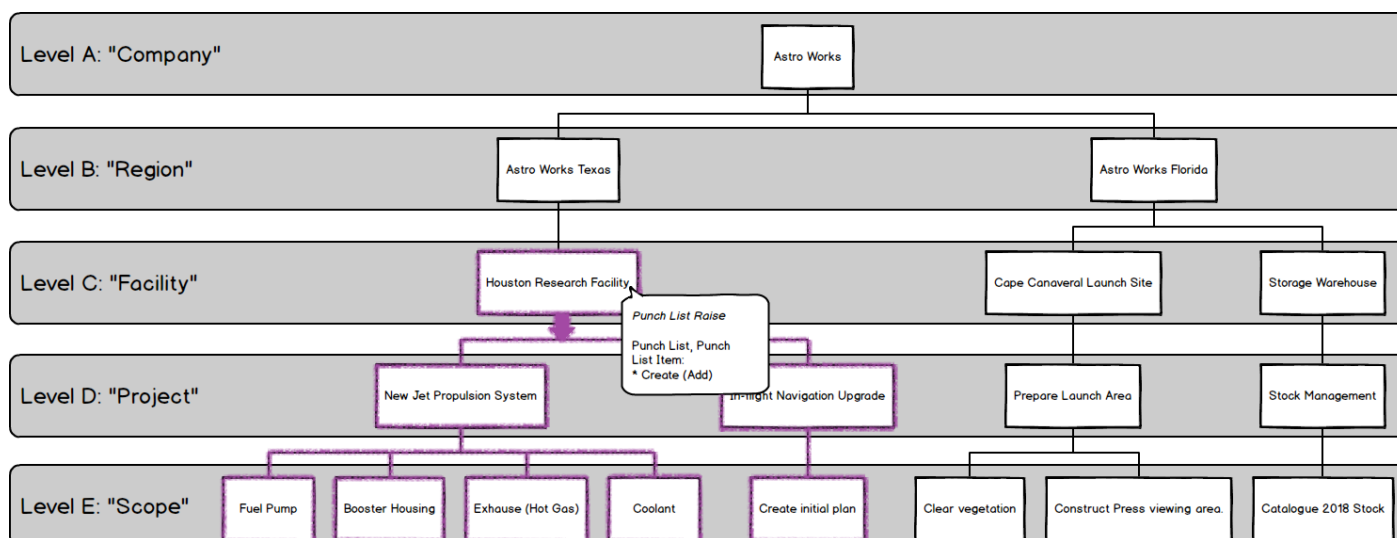 Level A: "Company"
Astro Works
Level B: "Region"
Astro Works Texas
Astro Works Florida
Level C: "Facility"
Houston Research Facility
Cape Canaveral Launch Site
Storage Warehouse
Punch List Raise
Punch List, Punch
List Item:
* Create (Add)
Level D: "Project"
New Jet Propulsion System
In-flight Navigation Upgrade
Prepare Launch Area
Stock Management
Level E: "Scope"
Fuel Pump
Booster Housing
Exhause (Hot Gas)
Coolant
Create initial plan
Clear vegetation
Construct Press viewing area.
Catalogue 2018 Stock